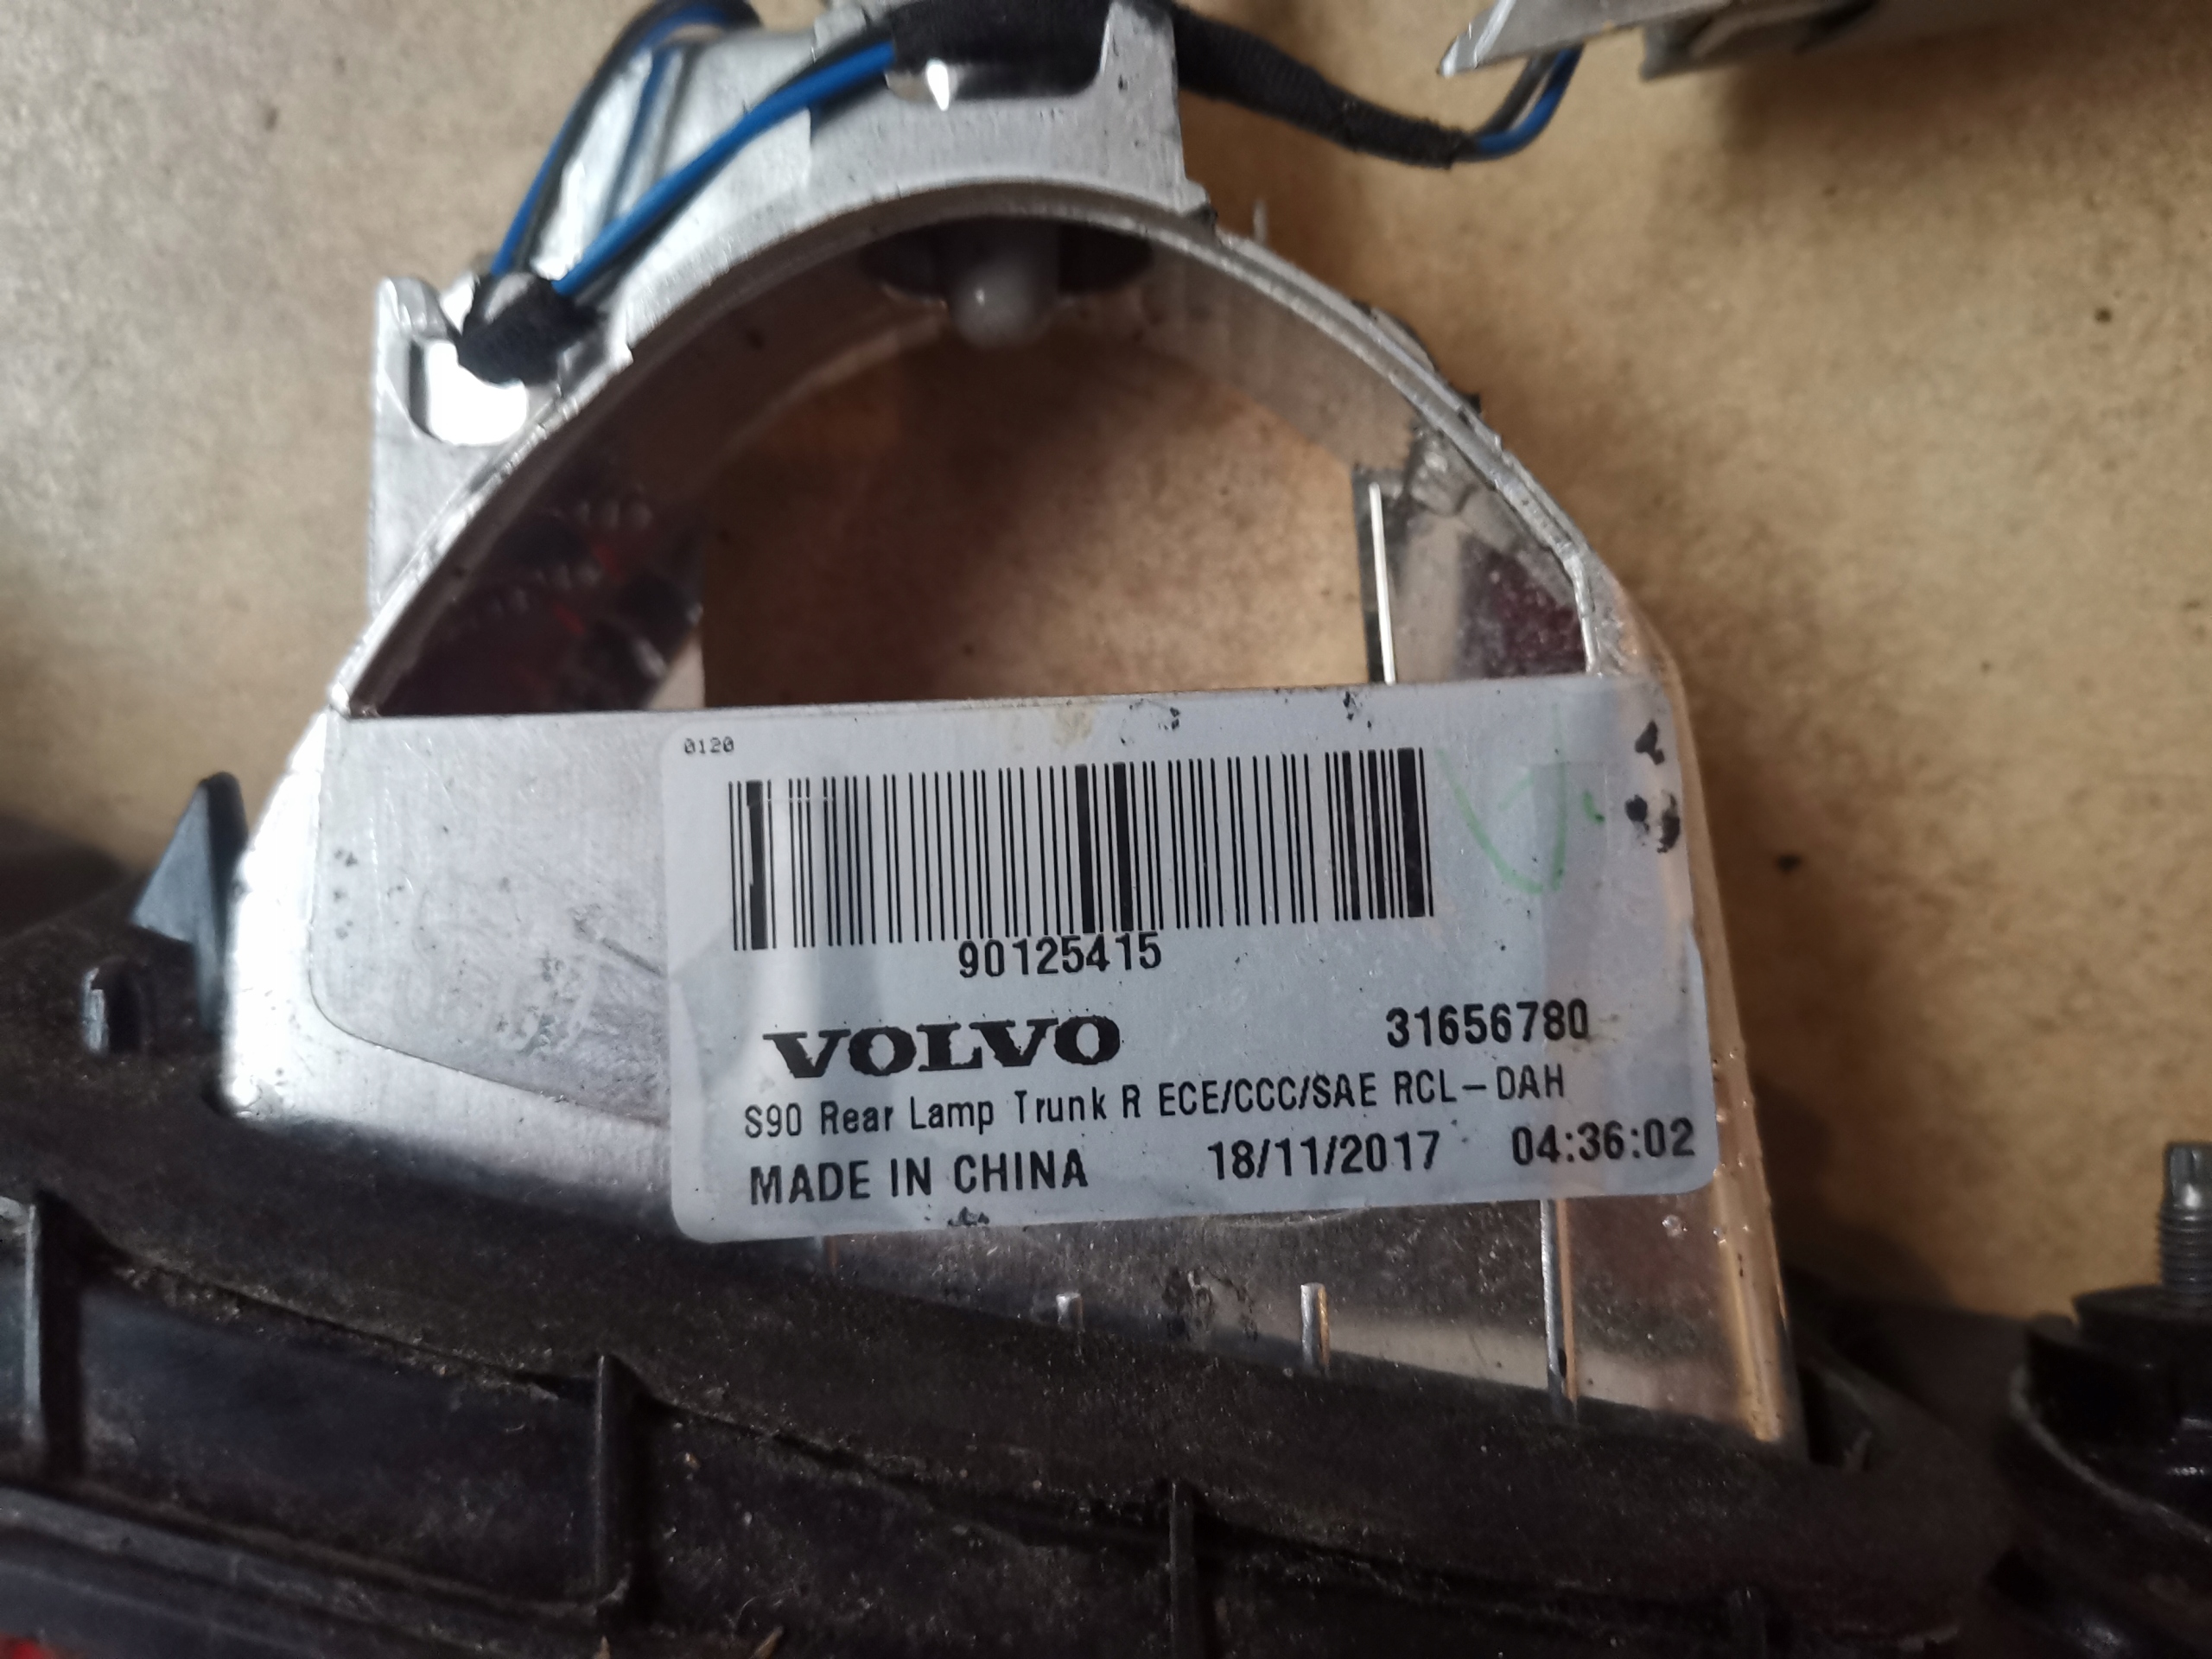 0120
90125415
VOLVO 31656780
S90 Rear Lamp Trunk R ECE/CCC/SAE RCL-DAH
MADE IN CHINA 18/11/2017 04:36:02